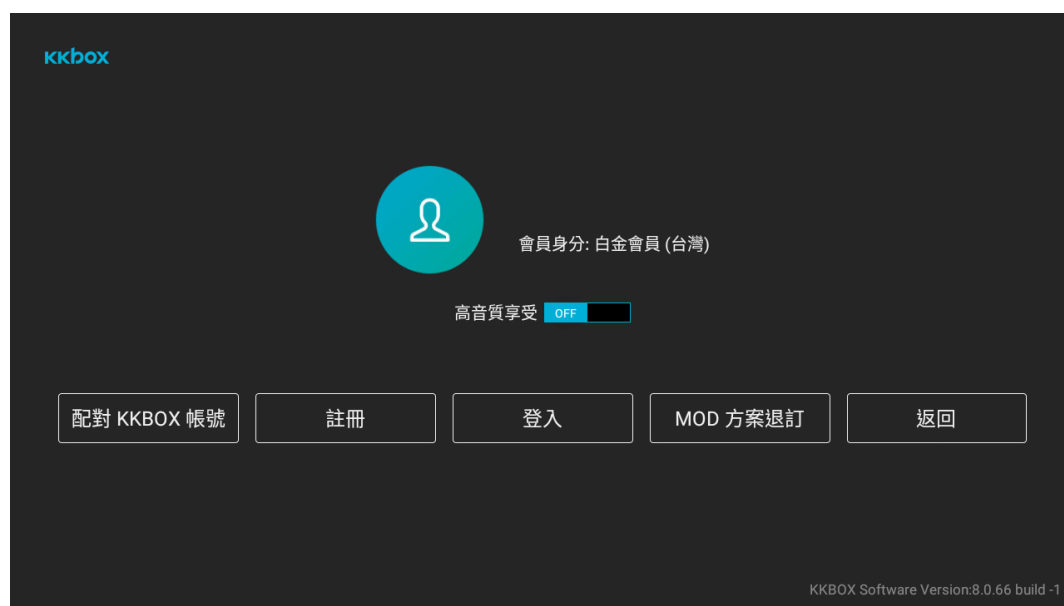 KKBOX
會員身分: 白金會員 (台灣)
高音質享受 OFF
配對 KKBOX 帳號 註冊 登入 MOD 方案退訂 返回
KKBOX Software Version:8.0.66 build -1